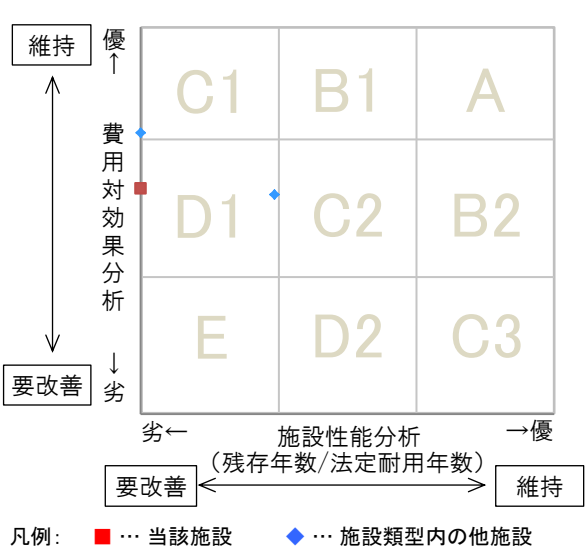 維持
優
↑
費用対効果分析
↓
劣
要改善
C1 B1 A
D1 C2 B2
E D2 C3
劣← 施設性能分析 →優
(残存年数/法定耐用年数)
要改善 維持
凡例: ■ … 当該施設 ◆ … 施設類型内の他施設